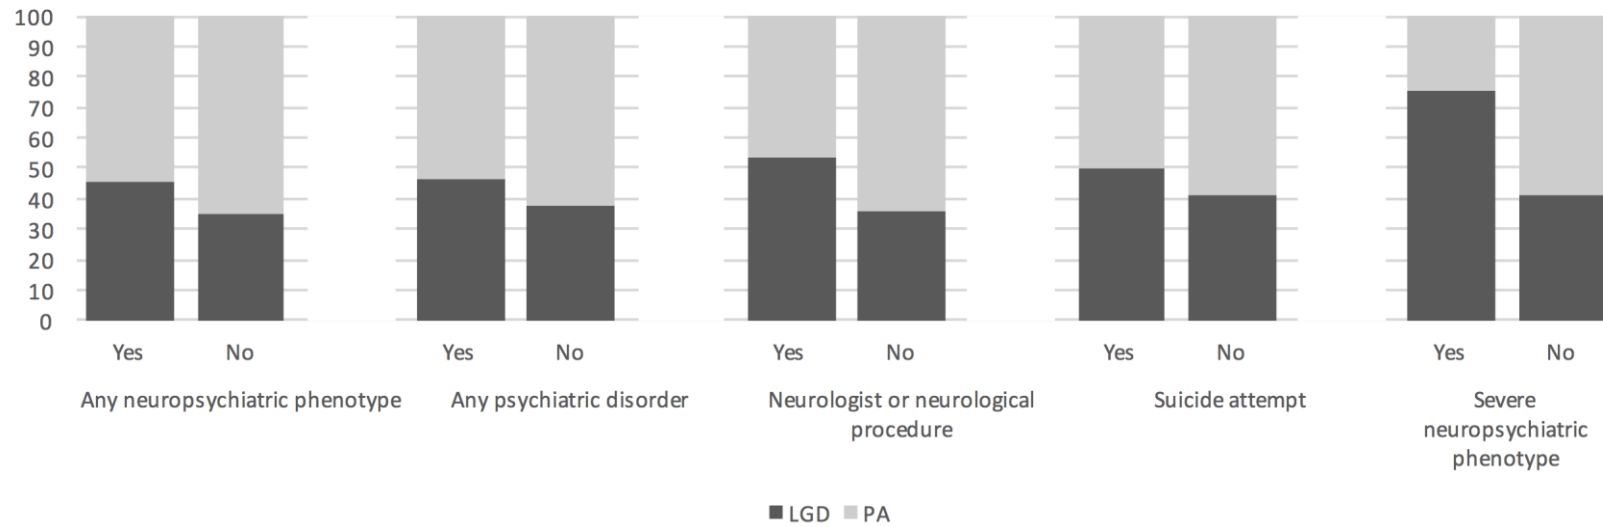 100
90
80
70
60
50
40
30
20
10
0
Yes No Yes No Yes No Yes No Yes No
Any neuropsychiatric phenotype Any psychiatric disorder Neurologist or neurological Suicide attempt Severe
procedure neuropsychiatric
phenotype
LGD PA